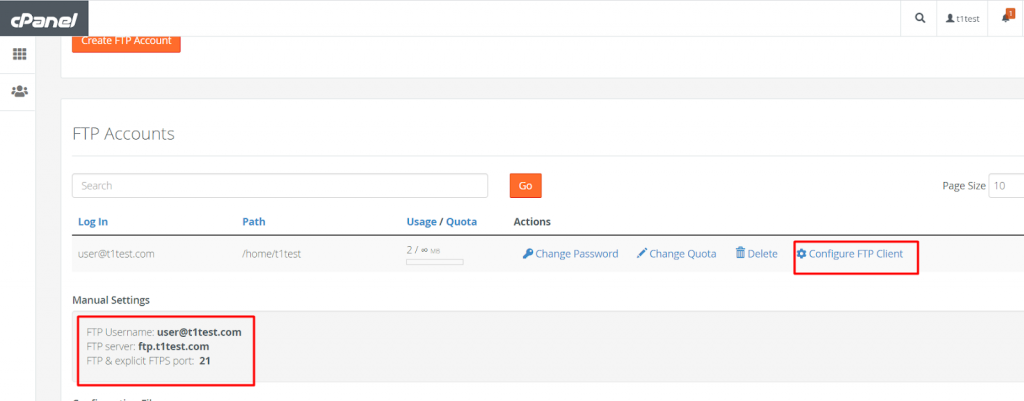 cPanel
t1test
1
Create FTP Account
FTP Accounts
Search
Go
Page Size
10
Log In
Path
Usage / Quota
Actions
user@t1test.com
/home/t1test
2 / ∞ MB
Change Password
Change Quota
Delete
Configure FTP Client
Manual Settings
FTP Username: user@t1test.com
FTP server: ftp.t1test.com
FTP & explicit FTPS port: 21